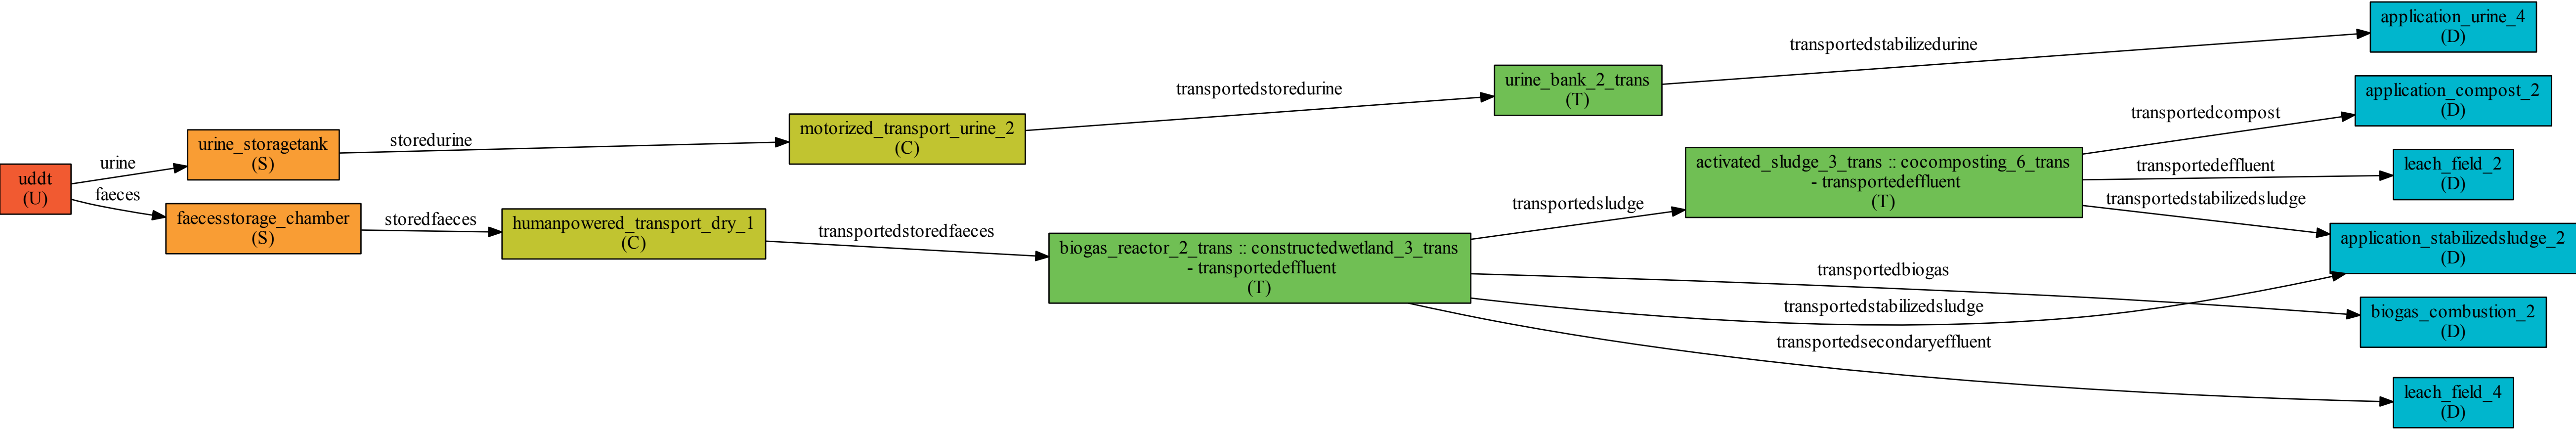 uddt
(U)
urine
faeces
urine_storagetank
(S)
faecesstorage_chamber
(S)
storedurine
storedfaeces
motorized_transport_urine_2
(C)
humanpowered_transport_dry_1
(C)
transportedstoredurine
transportedstoredfaeces
urine_bank_2_trans
(T)
biogas_reactor_2_trans :: constructedwetland_3_trans
- transportedeffluent
(T)
transportedsludge
activated_sludge_3_trans :: cocomposting_6_trans
- transportedeffluent
(T)
transportedstabilizedurine
transportedcompost
transportedeffluent
transportedstabilizedsludge
transportedbiogas
transportedstabilizedsludge
transportedsecondaryeffluent
application_urine_4
(D)
application_compost_2
(D)
leach_field_2
(D)
application_stabilizedsludge_2
(D)
biogas_combustion_2
(D)
leach_field_4
(D)